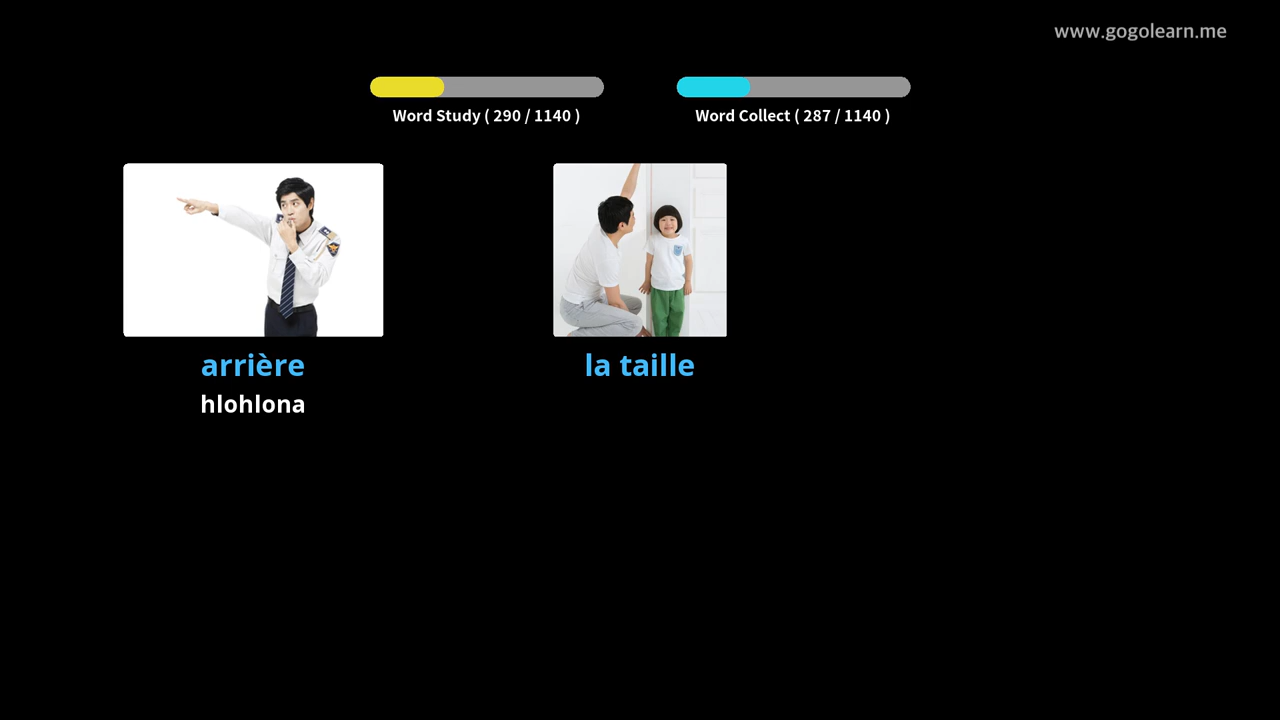 www.gogolearn.me
Word Study ( 290 / 1140 )
Word Collect ( 287 / 1140 )
arrière
hlohlona
la taille